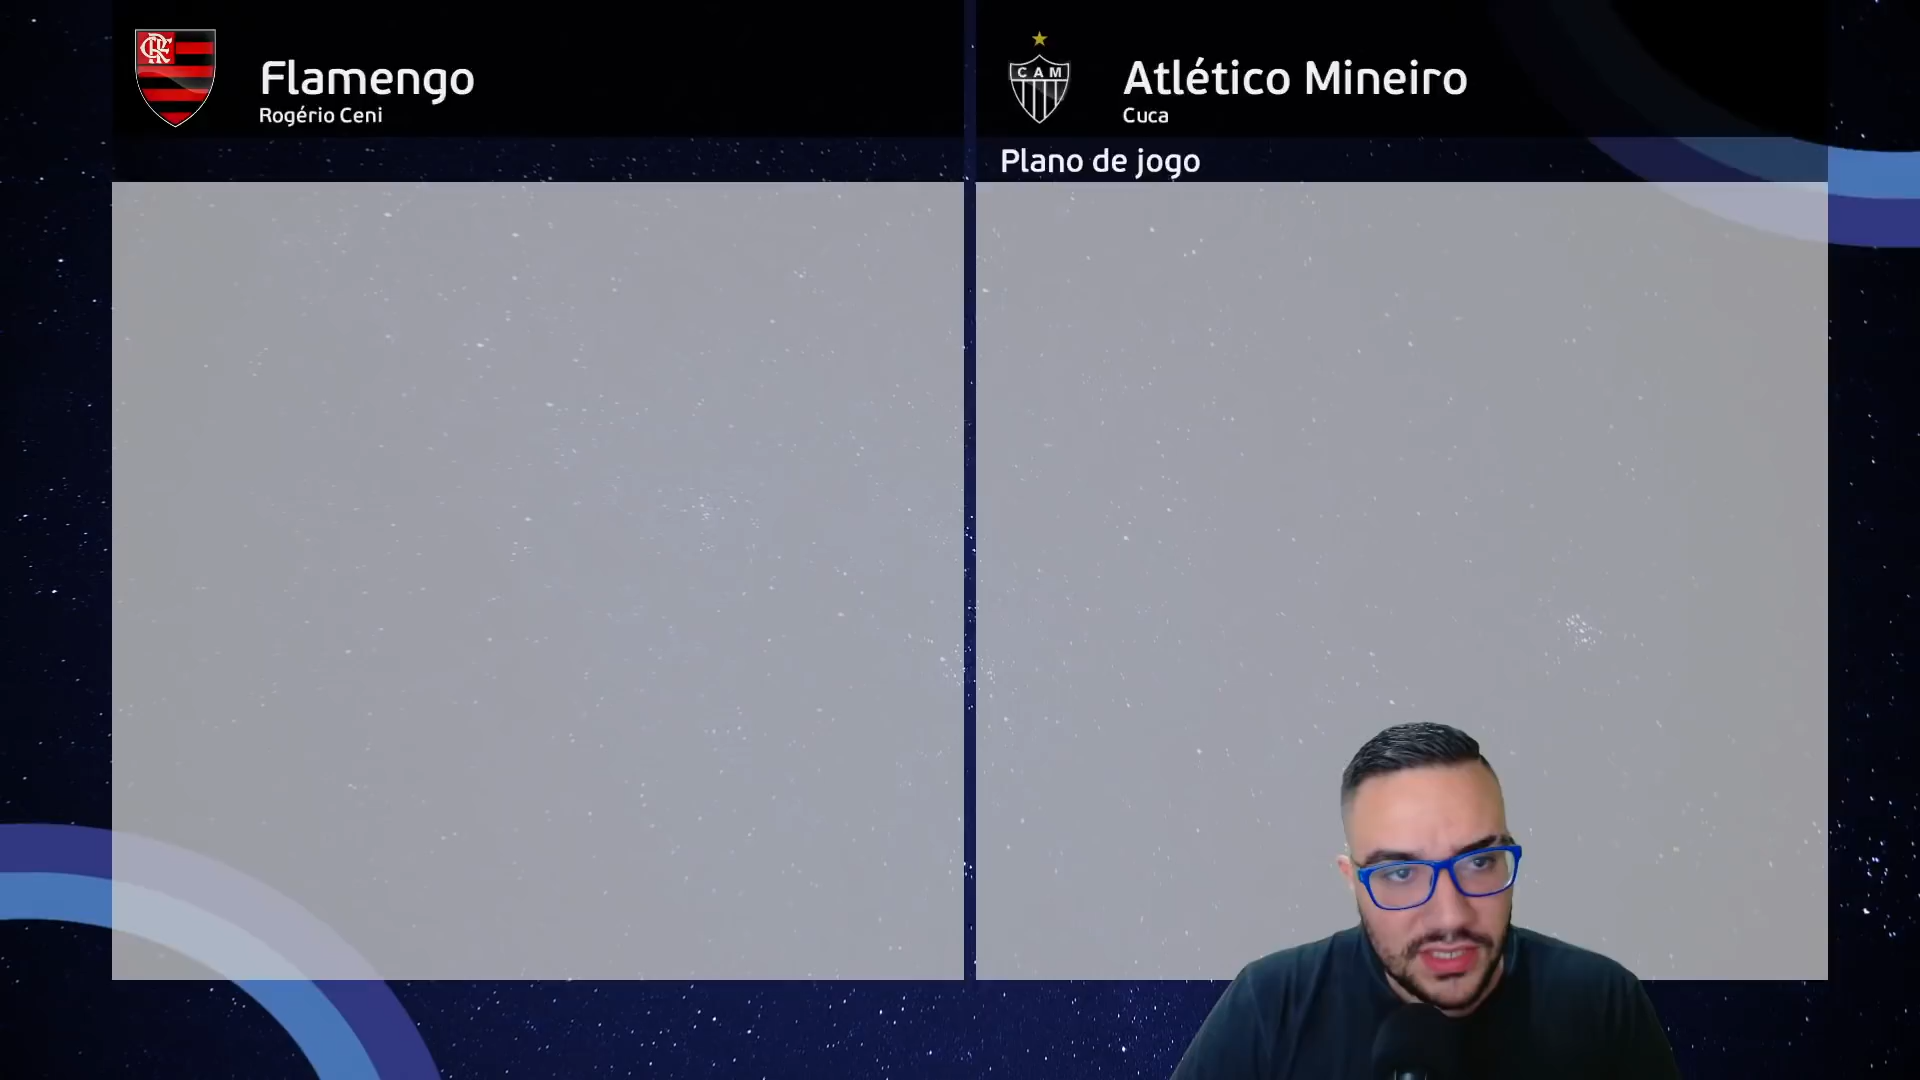 Flamengo
Rogério Ceni
CAM
Atlético Mineiro
Cuca
Plano de jogo